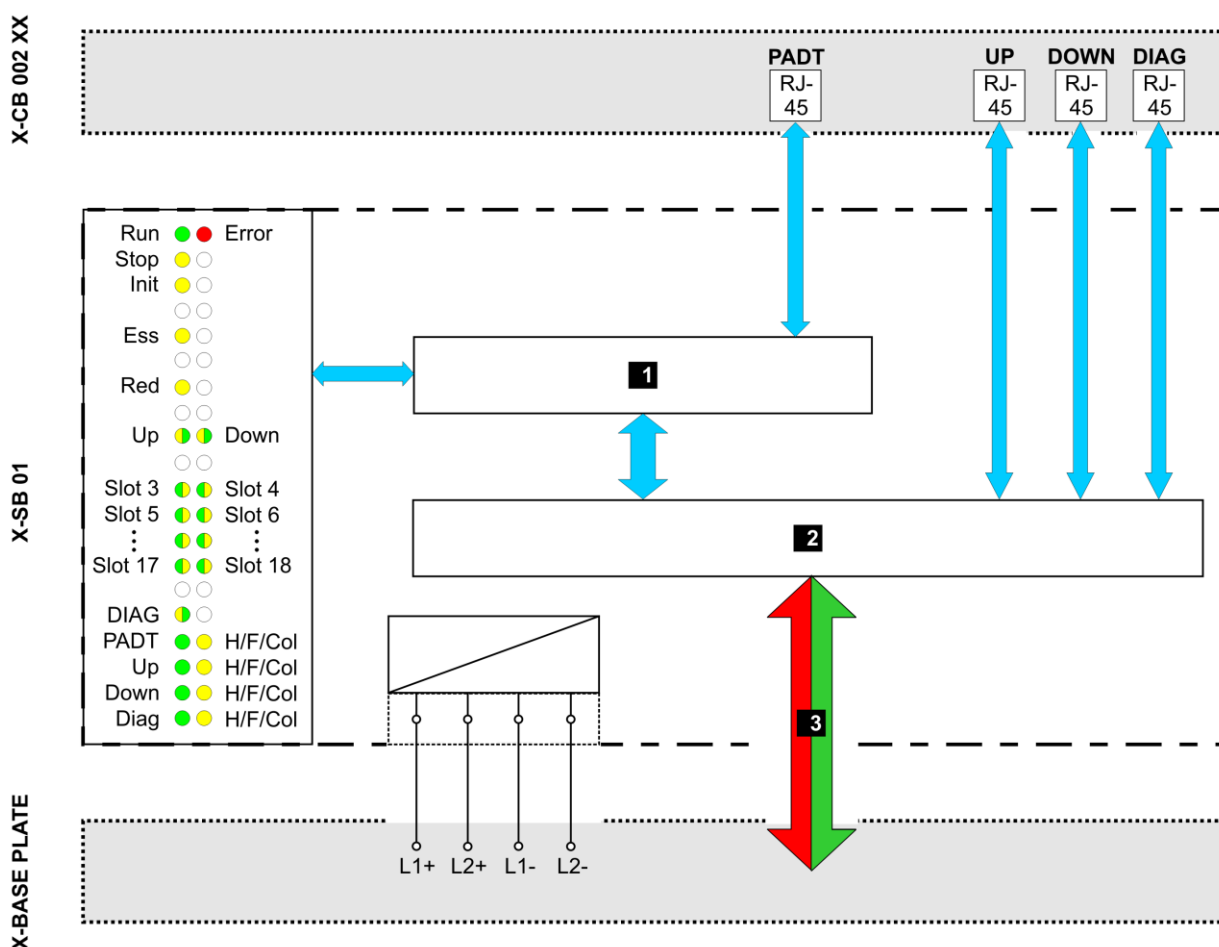 X-CB 002 XX
PADT
RJ-
45
UP
RJ-
45
DOWN
RJ-
45
DIAG
RJ-
45
X-SB 01
Run Error
Stop
Init
Ess
Red
Up Down
Slot 3 Slot 4
Slot 5 Slot 6
Slot 17 Slot 18
DIAG
PADT H/F/Col
Up H/F/Col
Down H/F/Col
Diag H/F/Col
1
2
3
X-BASE PLATE
L1+ L2+ L1- L2-